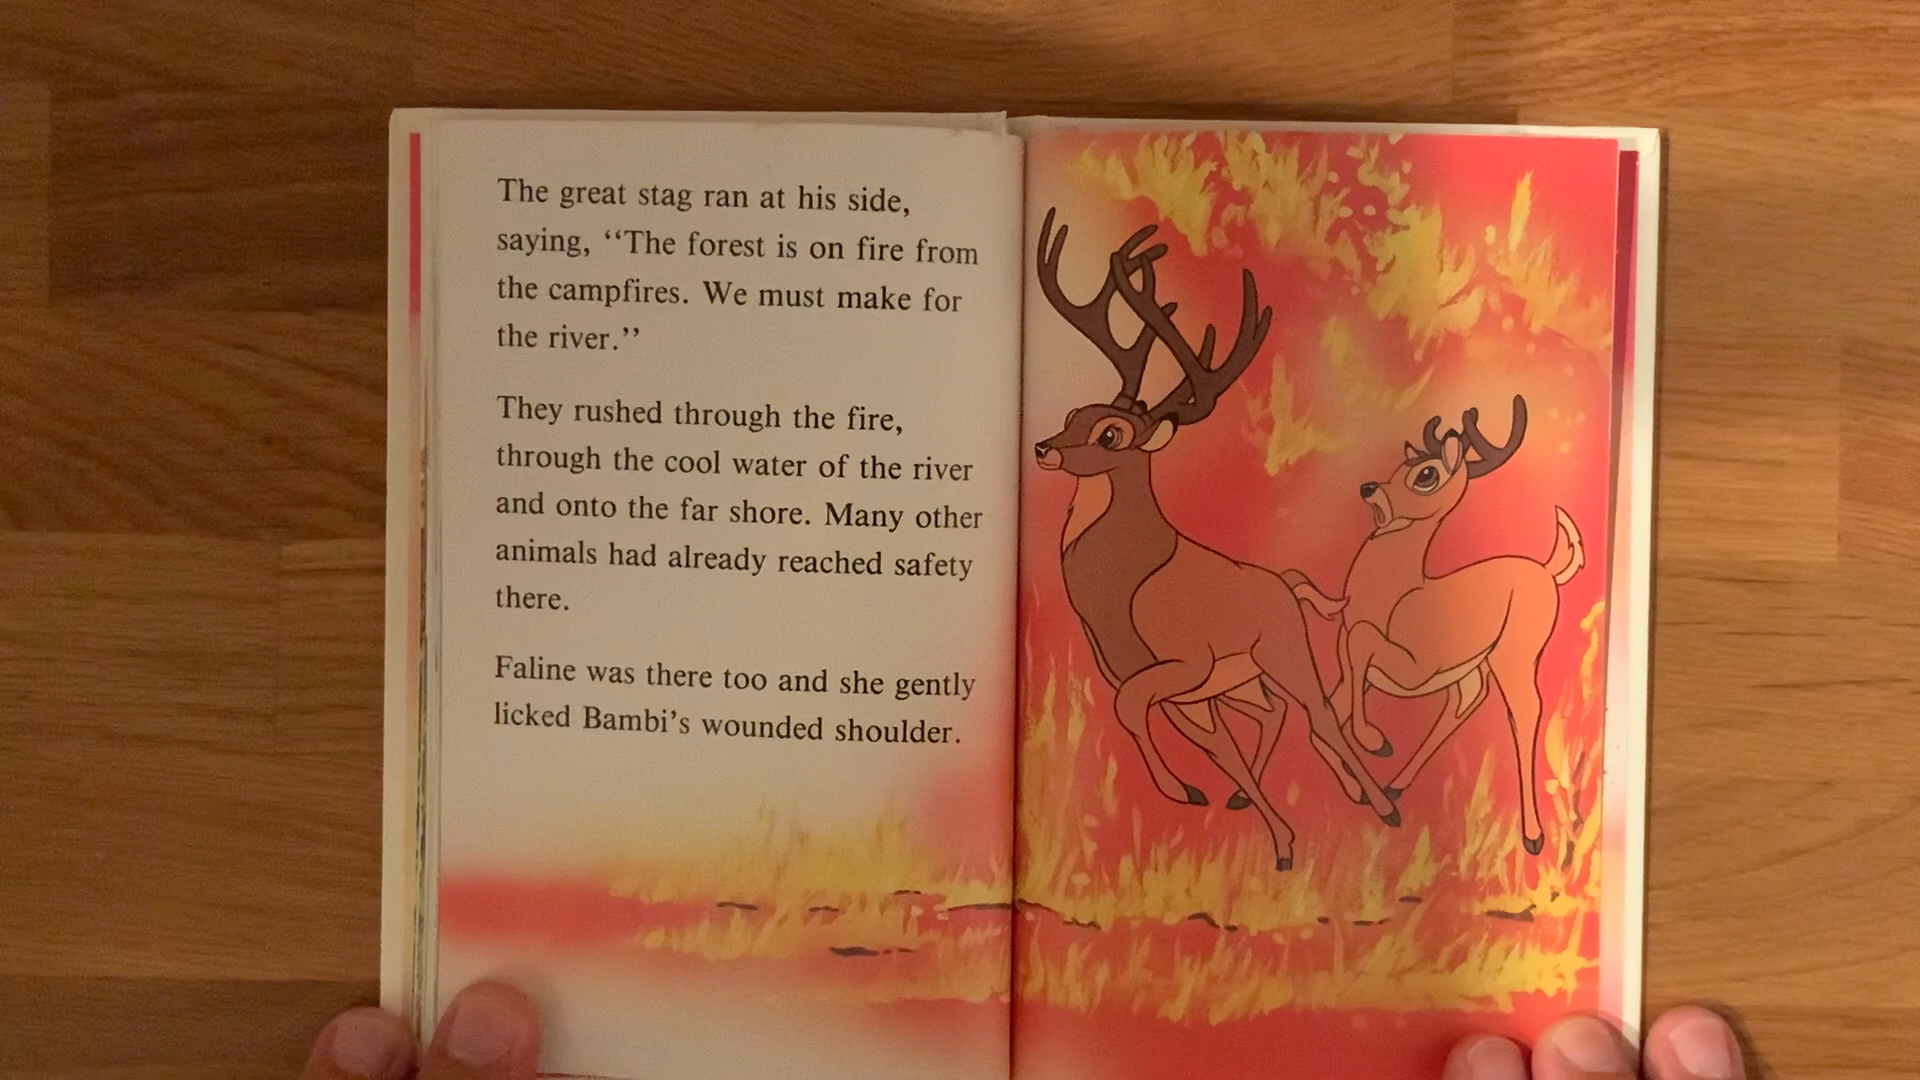 The great stag ran at his side,
saying, “The forest is on fire from
the campfires. We must make for
the river.”
They rushed through the fire,
through the cool water of the river
and onto the far shore. Many other
animals had already reached safety
there.
Faline was there too and she gently
licked Bambi’s wounded shoulder.